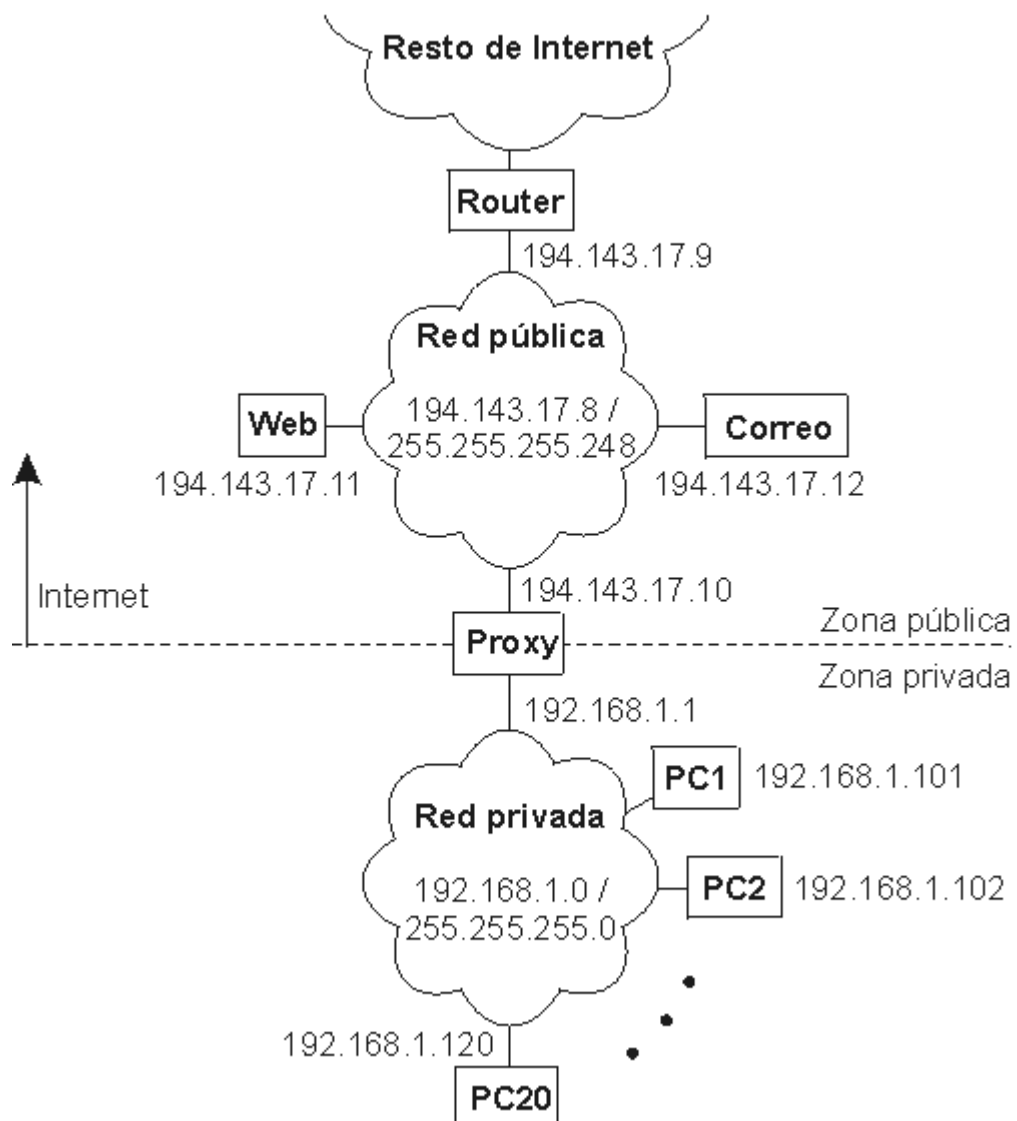 Resto de Internet
Router
194.143.17.9
Red pública
194.143.17.8 /
255.255.255.248
Web
194.143.17.11
Correo
194.143.17.12
Internet
194.143.17.10
Proxy
Zona pública
Zona privada
192.168.1.1
Red privada
192.168.1.0 /
255.255.255.0
PC1
192.168.1.101
PC2
192.168.1.102
192.168.1.120
PC20